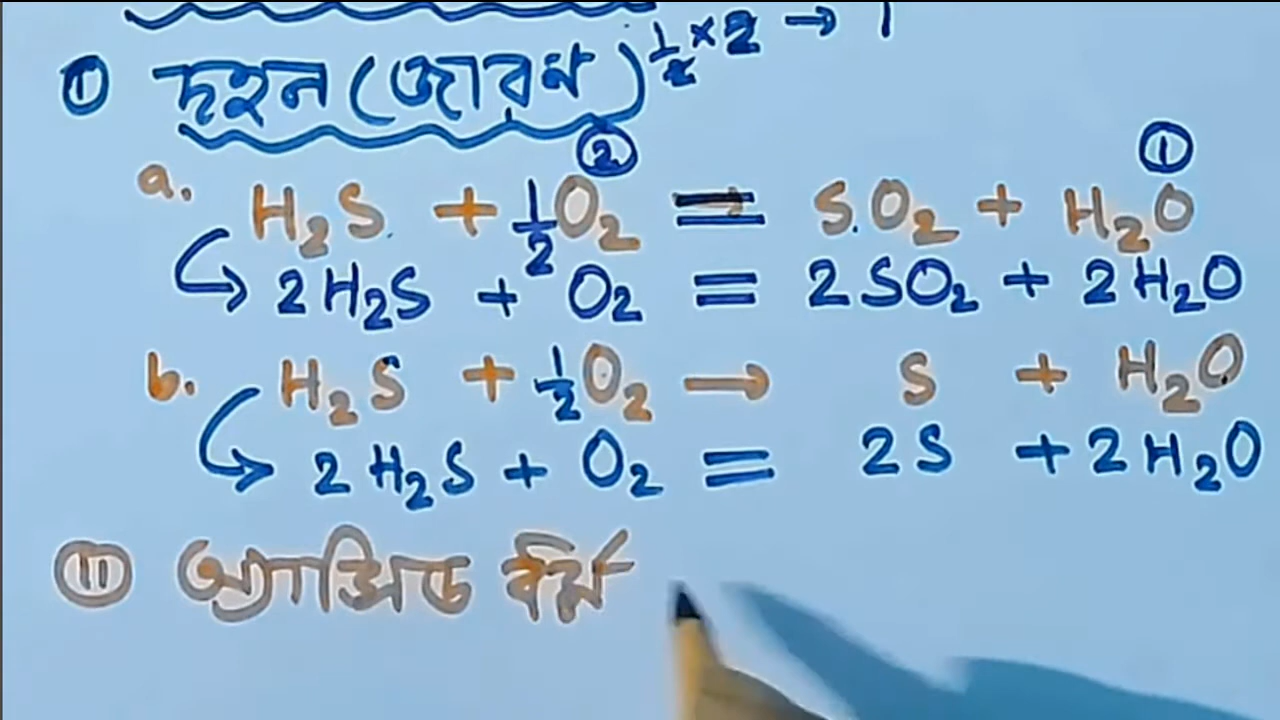 ½×2 → 1
① দহন (জারণ)
② ①
a. H₂S + ½O₂ = SO₂ + H₂O
2H₂S + O₂ = 2SO₂ + 2H₂O
b. H₂S + ½O₂ → S + H₂O
2H₂S + O₂ = 2S + 2H₂O
⑪ অ্যাসিড ধর্ম